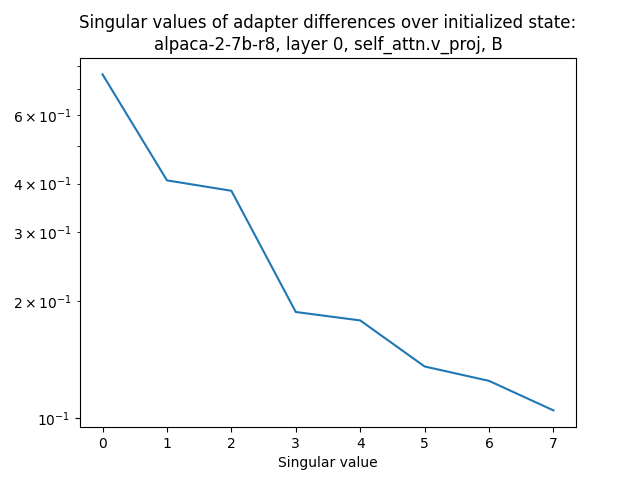 Singular values of adapter differences over initialized state:
alpaca-2-7b-r8, layer 0, self_attn.v_proj, B
6 × 10⁻¹
4 × 10⁻¹
3 × 10⁻¹
2 × 10⁻¹
10⁻¹
0 1 2 3 4 5 6 7
Singular value